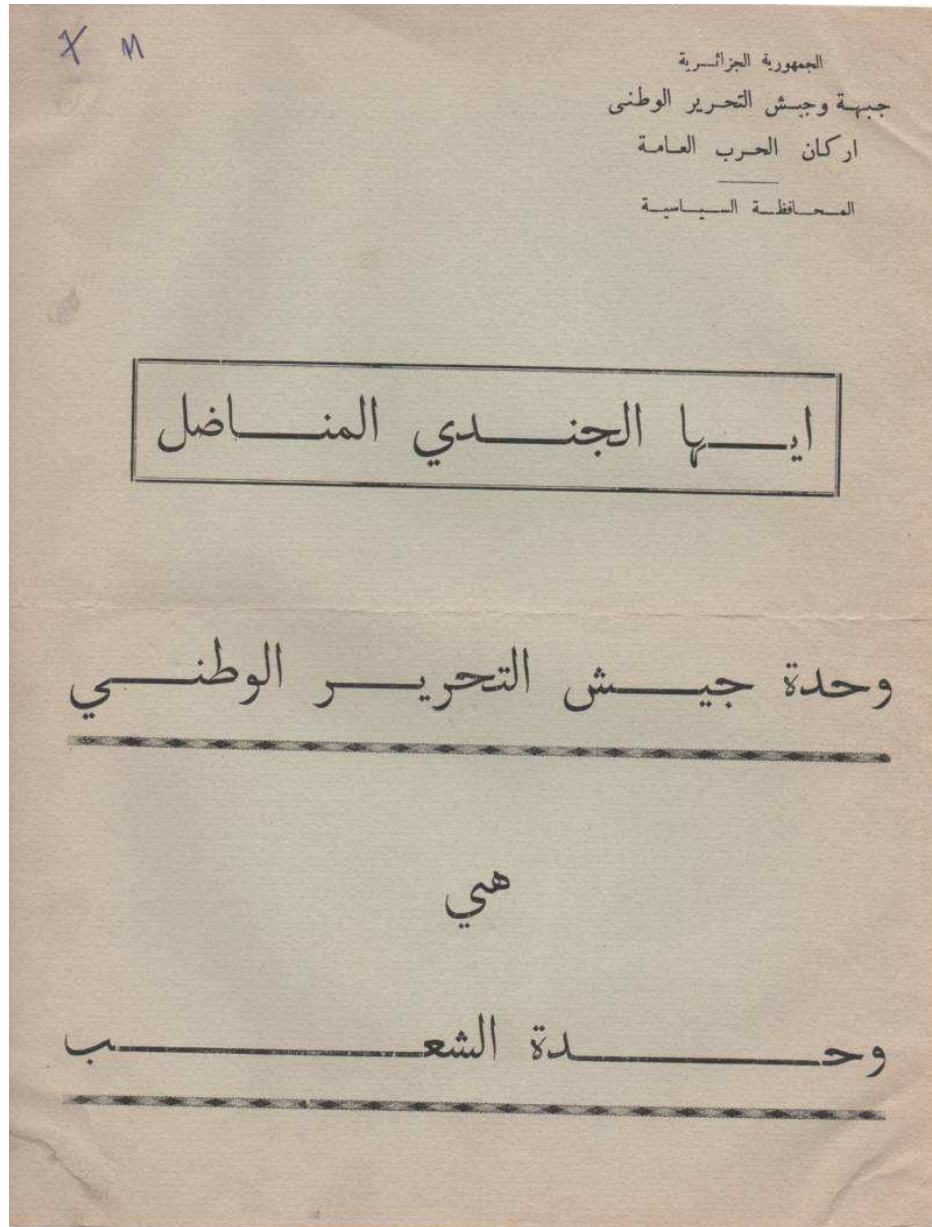 الجمهورية الجزائرية
جبهة وجيش التحرير الوطنى
اركان الحرب العامة
المحافظة السياسية
ايها الجندي المناضل
وحدة جيش التحرير الوطني
هي
وحدة الشعب